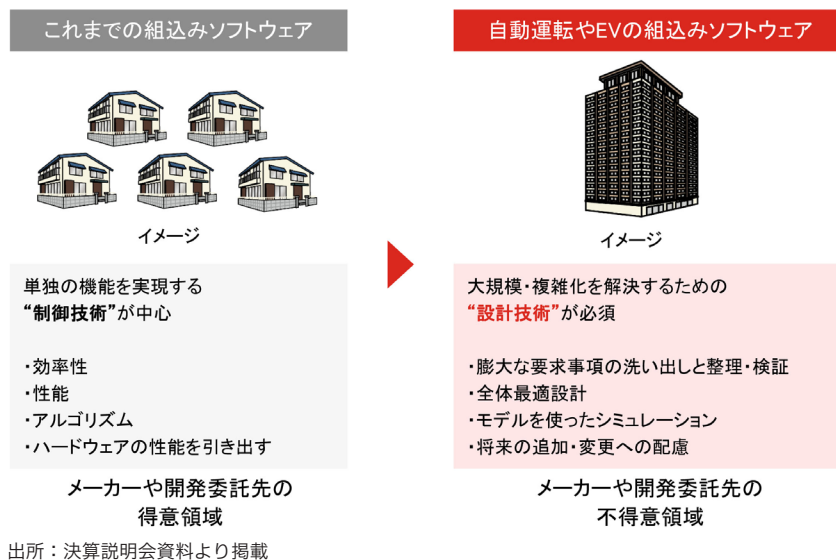 これまでの組込みソフトウェア
イメージ
単独の機能を実現する
“制御技術”が中心
・効率性
・性能
・アルゴリズム
・ハードウェアの性能を引き出す
メーカーや開発委託先の
得意領域
自動運転やEVの組込みソフトウェア
イメージ
大規模・複雑化を解決するための
“設計技術”が必須
・膨大な要求事項の洗い出しと整理・検証
・全体最適設計
・モデルを使ったシミュレーション
・将来の追加・変更への配慮
メーカーや開発委託先の
不得意領域
出所：決算説明会資料より掲載